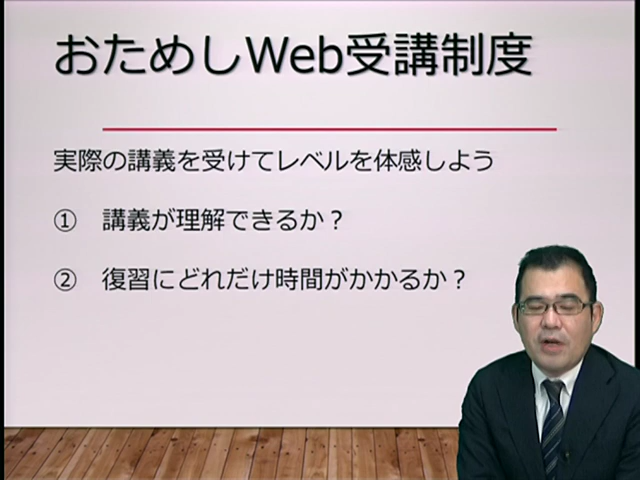 おためしWeb受講制度
実際の講義を受けてレベルを体感しよう
① 講義が理解できるか？
② 復習にどれだけ時間がかかるか？